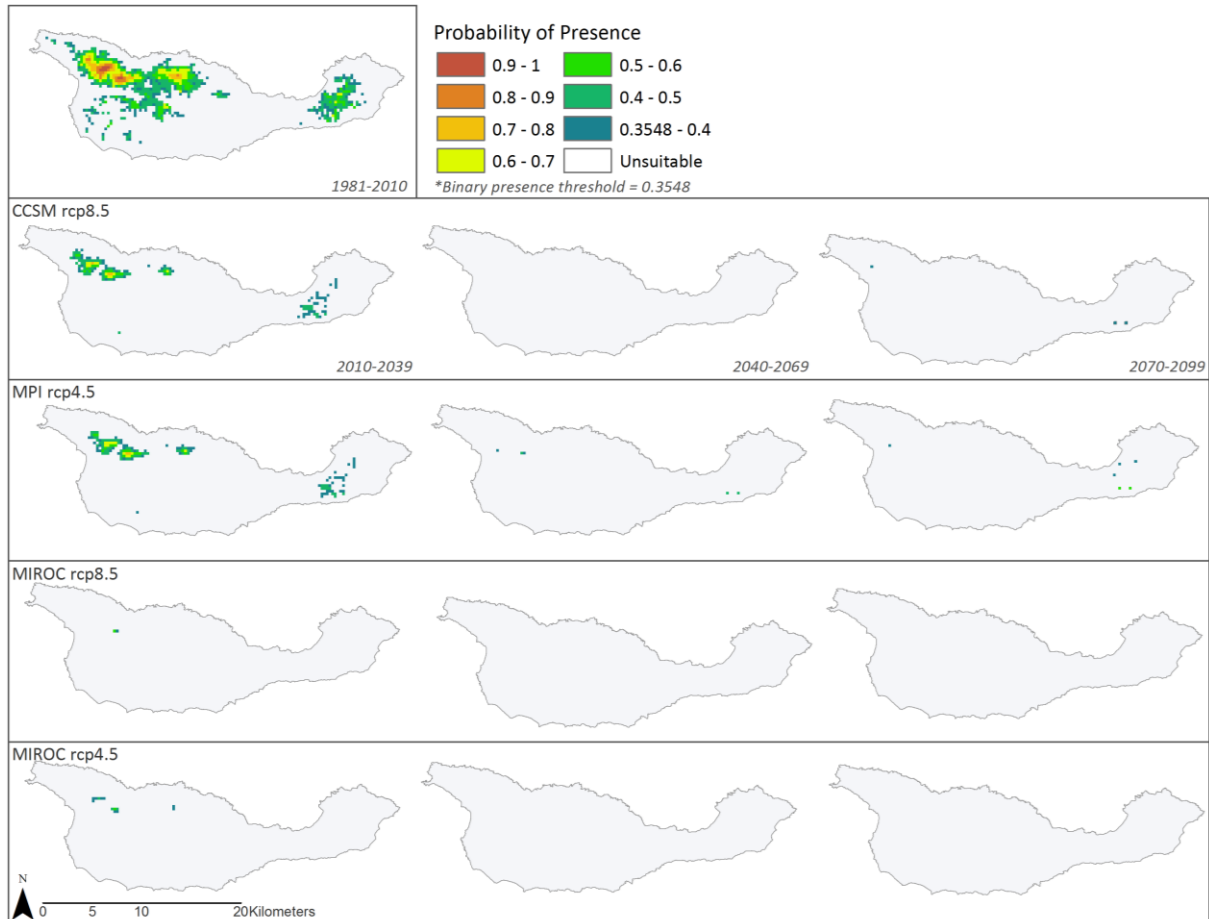 Probability of Presence
0.9 - 1 0.5 - 0.6
0.8 - 0.9 0.4 - 0.5
0.7 - 0.8 0.3548 - 0.4
0.6 - 0.7 Unsuitable
1981-2010 *Binary presence threshold = 0.3548
CCSM rcp8.5
2010-2039 2040-2069 2070-2099
MPI rcp4.5
MIROC rcp8.5
MIROC rcp4.5
N
0 5 10 20Kilometers